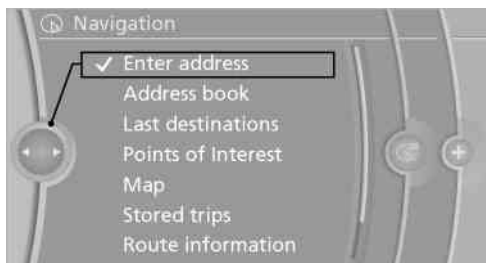 Navigation
Enter address
Address book
Last destinations
Points of Interest
Map
Stored trips
Route information